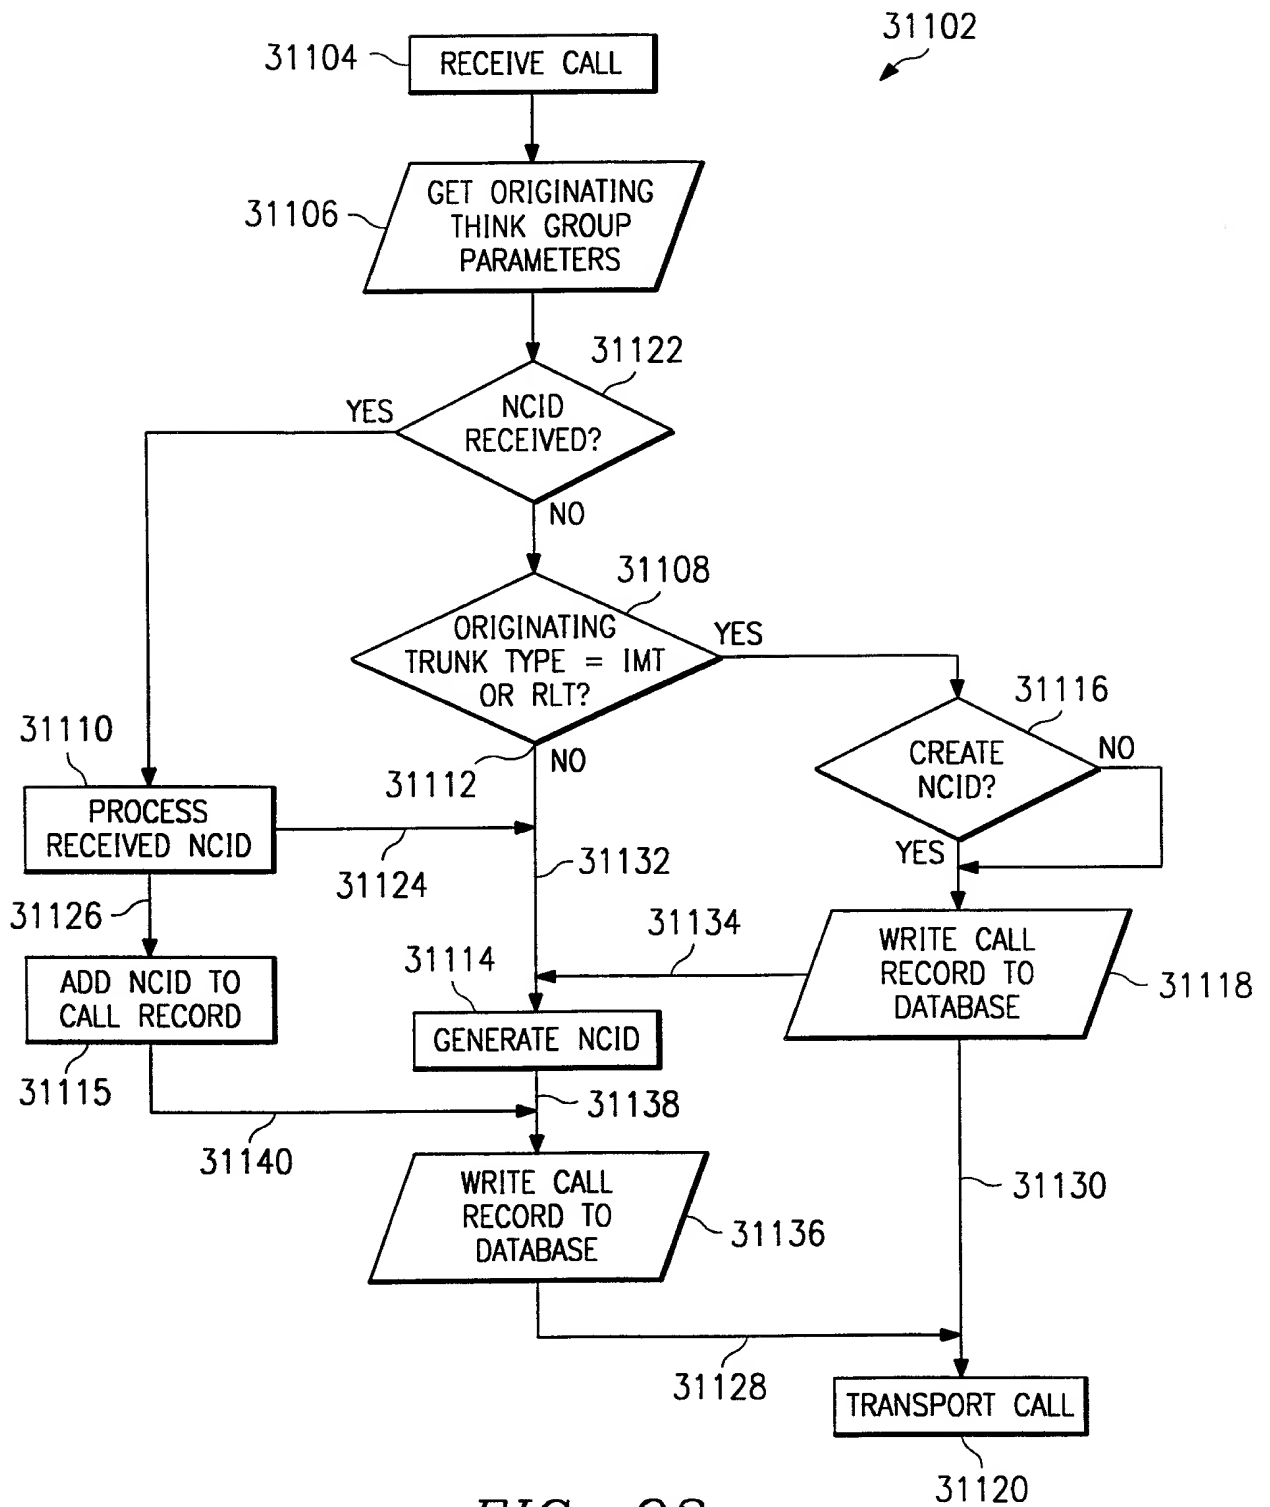 31102
31104
RECEIVE CALL
31106
GET ORIGINATING
THINK GROUP
PARAMETERS
31122
YES
NCID
RECEIVED?
NO
31108
ORIGINATING
TRUNK TYPE = IMT
OR RLT?
YES
31116
CREATE
NCID?
NO
YES
31112
NO
31110
PROCESS
RECEIVED NCID
31124
31132
31126
31134
WRITE CALL
RECORD TO
DATABASE
31118
31114
ADD NCID TO
CALL RECORD
GENERATE NCID
31115
31138
31140
31130
WRITE CALL
RECORD TO
DATABASE
31136
31128
TRANSPORT CALL
31120